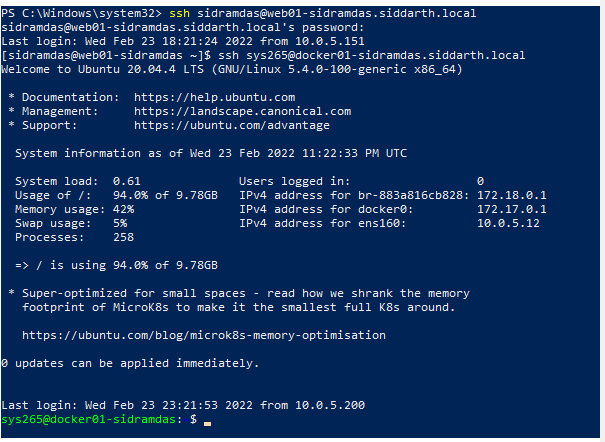 PS C:\Windows\system32> ssh sidramdas@web01-sidramdas.siddarth.local
sidramdas@web01-sidramdas.siddarth.local's password:
Last login: Wed Feb 23 18:21:24 2022 from 10.0.5.151
[sidramdas@web01-sidramdas ~]$ ssh sys265@docker01-sidramdas.siddarth.local
Welcome to Ubuntu 20.04.4 LTS (GNU/Linux 5.4.0-100-generic x86_64)

 * Documentation:  https://help.ubuntu.com
 * Management:     https://landscape.canonical.com
 * Support:        https://ubuntu.com/advantage

  System information as of Wed 23 Feb 2022 11:22:33 PM UTC

  System load:  0.61               Users logged in:                  0
  Usage of /:   94.0% of 9.78GB   IPv4 address for br-883a816cb828: 172.18.0.1
  Memory usage: 42%                IPv4 address for docker0:         172.17.0.1
  Swap usage:   5%                 IPv4 address for ens160:          10.0.5.12
  Processes:    258

  => / is using 94.0% of 9.78GB

 * Super-optimized for small spaces - read how we shrank the memory
   footprint of MicroK8s to make it the smallest full K8s around.

   https://ubuntu.com/blog/microk8s-memory-optimisation

0 updates can be applied immediately.

Last login: Wed Feb 23 23:21:53 2022 from 10.0.5.200
sys265@docker01-sidramdas: $